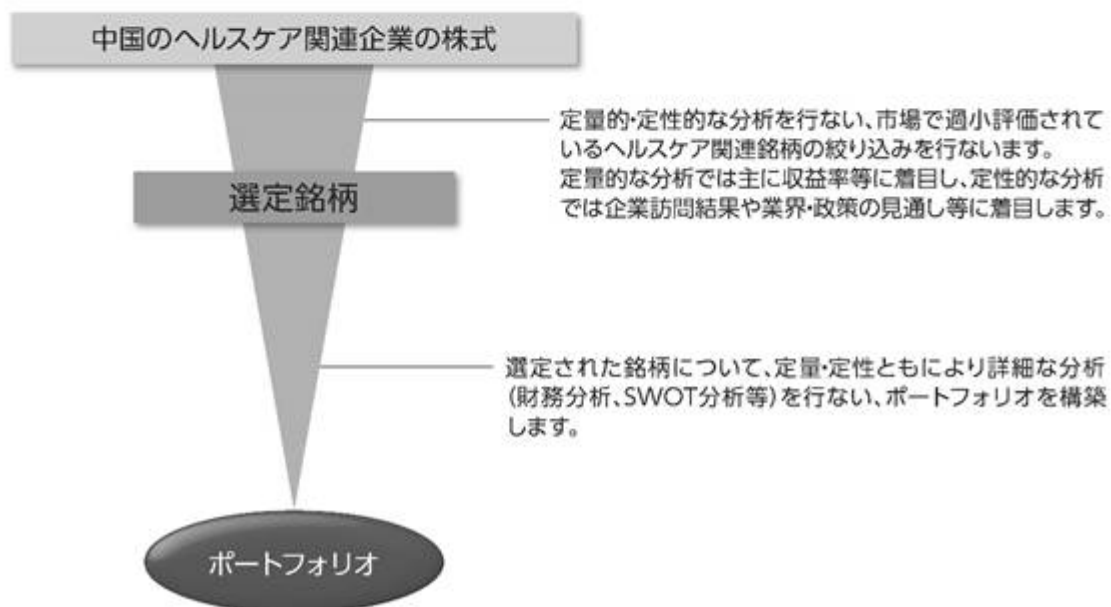 中国のヘルスケア関連企業の株式
定量的・定性的な分析を行ない、市場で過小評価されて
いるヘルスケア関連銘柄の絞り込みを行ないます。
定量的な分析では主に収益率等に着目し、定性的な分析
では企業訪問結果や業界・政策の見通し等に着目します。
選定銘柄
選定された銘柄について、定量・定性ともにより詳細な分析
(財務分析、SWOT分析等)を行ない、ポートフォリオを構築
します。
ポートフォリオ